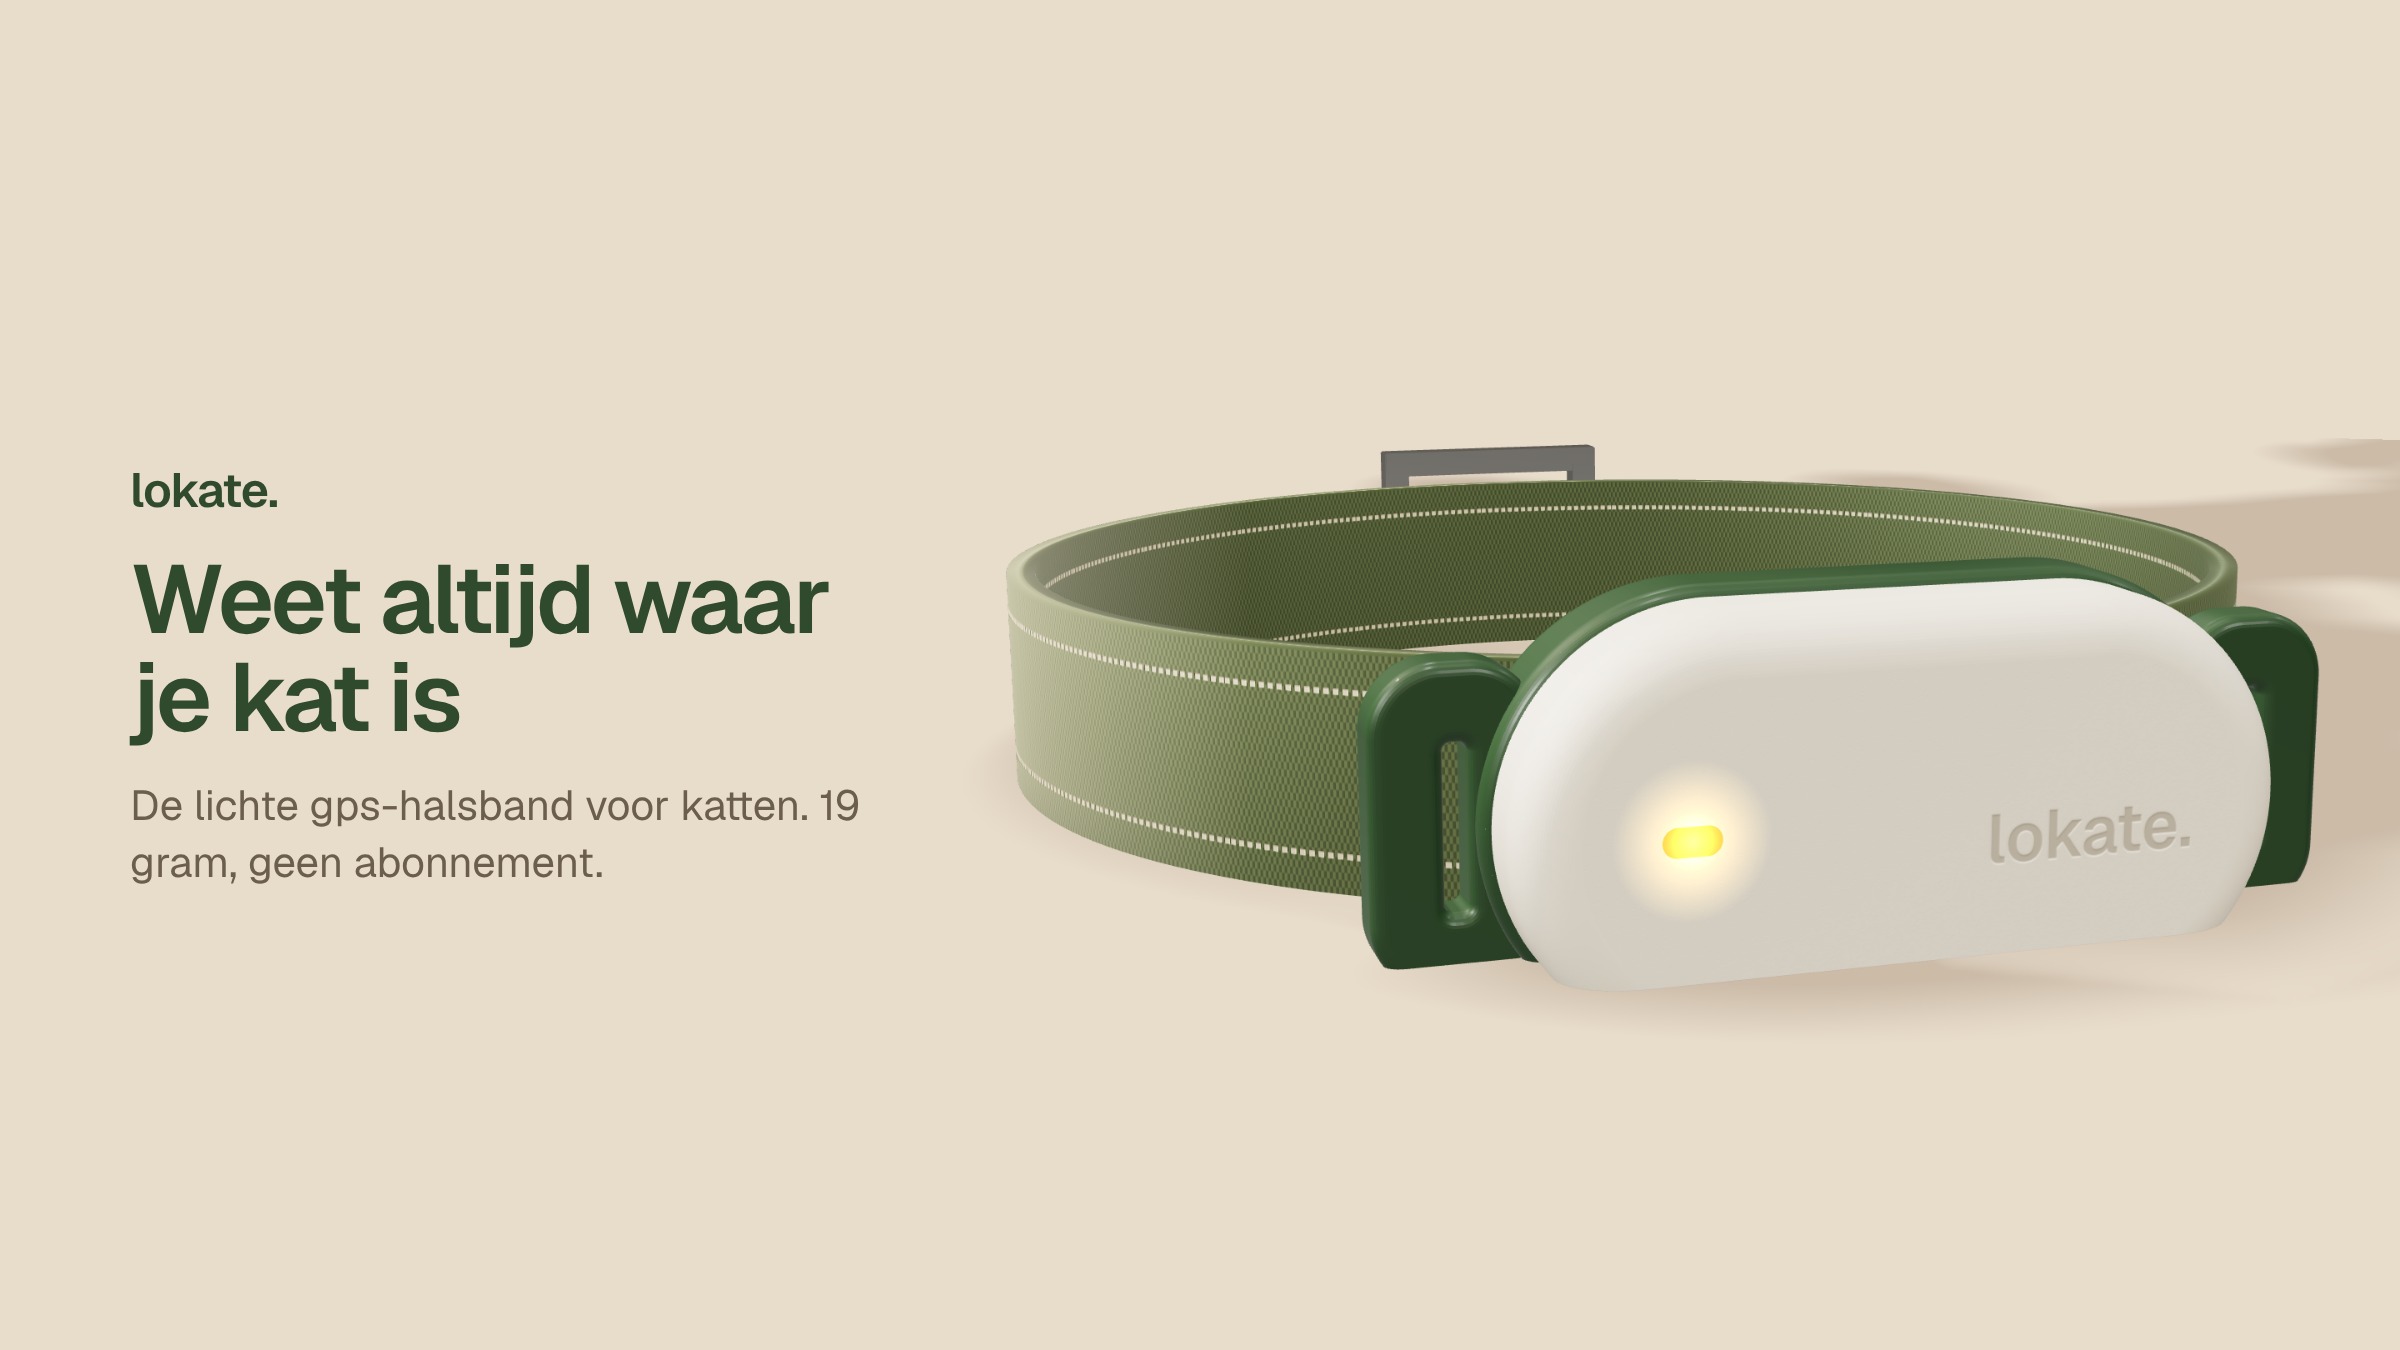 lokate.
Weet altijd waar
je kat is
De lichte gps-halsband voor katten. 19
gram, geen abonnement.
lokate.